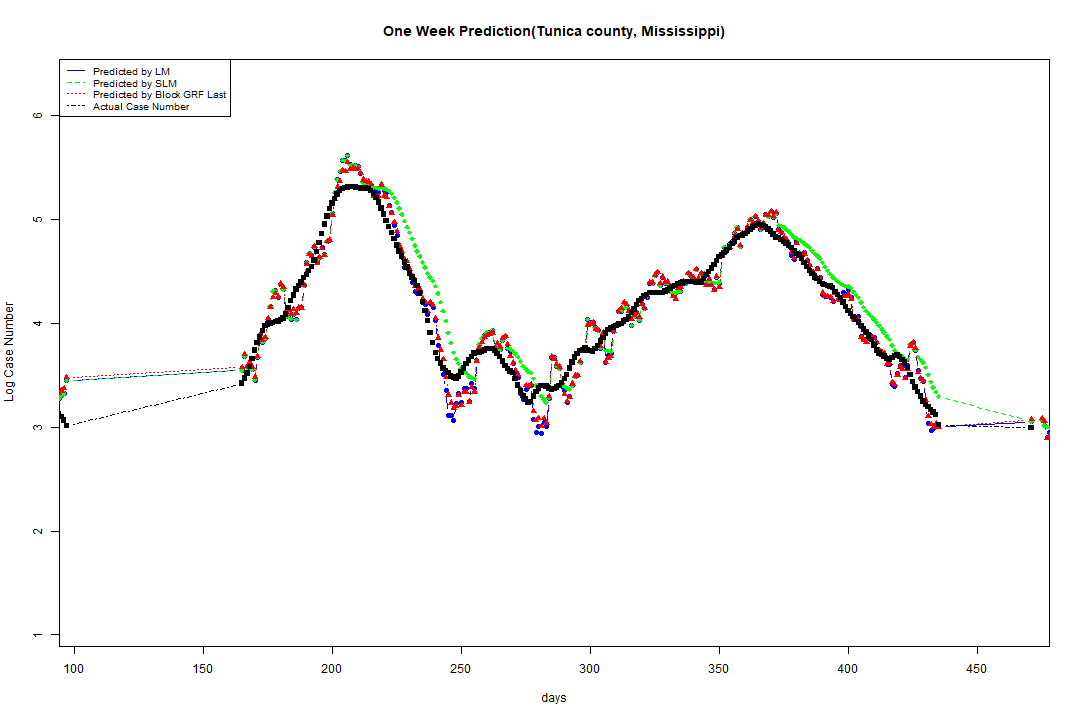 One Week Prediction(Tunica county, Mississippi)
Predicted by LM
Predicted by SLM
Predicted by Block GRF Last
Actual Case Number
6
5
4
3
2
1
Log Case Number
100 150 200 250 300 350 400 450
days